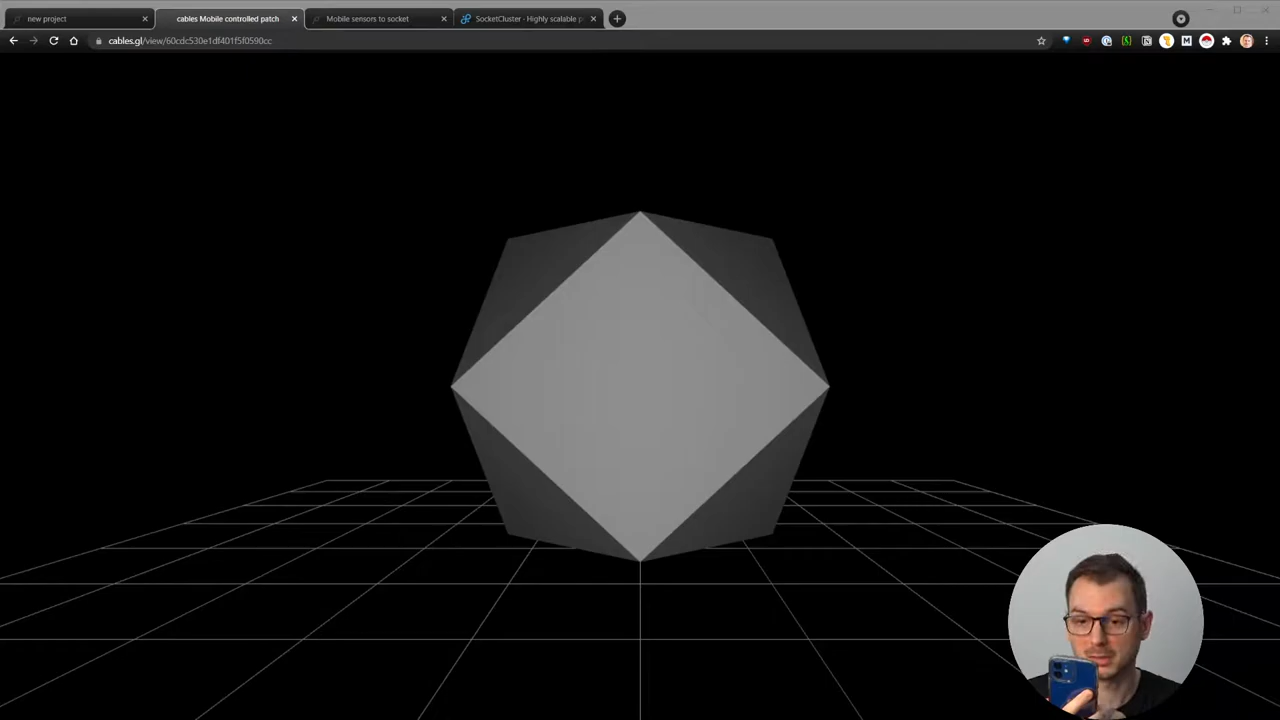 new project
cables Mobile controlled patch
Mobile sensors to socket
SocketCluster - Highly scalable p
cables.gl/view/60cdc530e1df401f5f0590cc